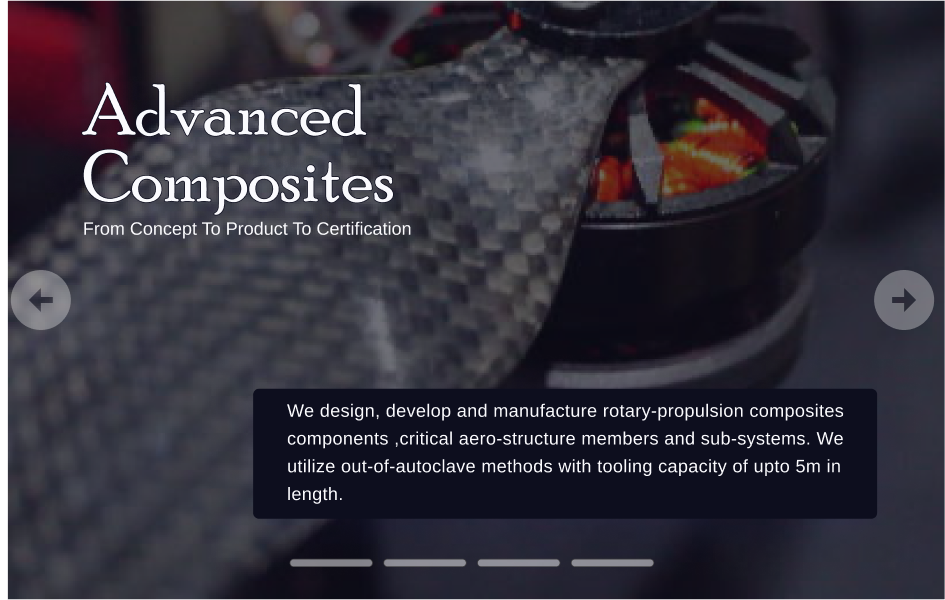 Advanced
Composites
From Concept To Product To Certification
We design, develop and manufacture rotary-propulsion composites
components ,critical aero-structure members and sub-systems. We
utilize out-of-autoclave methods with tooling capacity of upto 5m in
length.